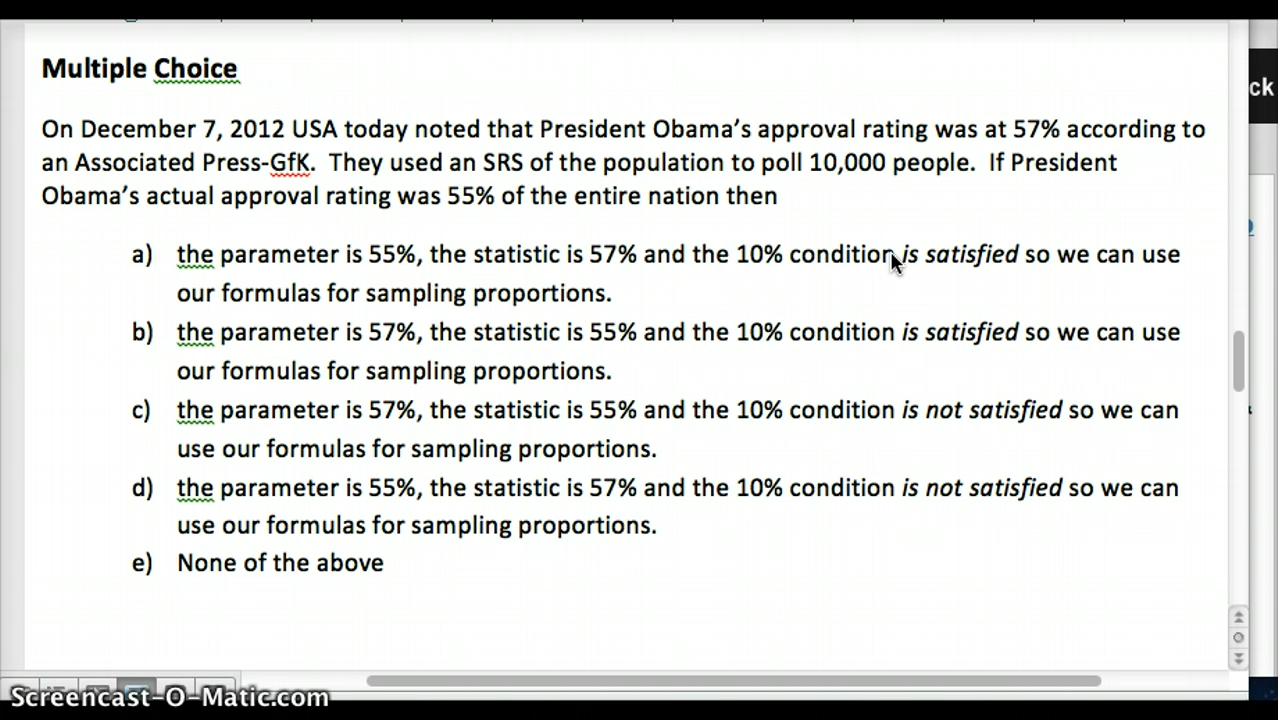 Multiple Choice
On December 7, 2012 USA today noted that President Obama's approval rating was at 57% according to
an Associated Press-GfK. They used an SRS of the population to poll 10,000 people. If President
Obama's actual approval rating was 55% of the entire nation then
a) the parameter is 55%, the statistic is 57% and the 10% condition is satisfied so we can use
our formulas for sampling proportions.
b) the parameter is 57%, the statistic is 55% and the 10% condition is satisfied so we can use
our formulas for sampling proportions.
c) the parameter is 57%, the statistic is 55% and the 10% condition is not satisfied so we can
use our formulas for sampling proportions.
d) the parameter is 55%, the statistic is 57% and the 10% condition is not satisfied so we can
use our formulas for sampling proportions.
e) None of the above
ck
Screencast-O-Matic.com